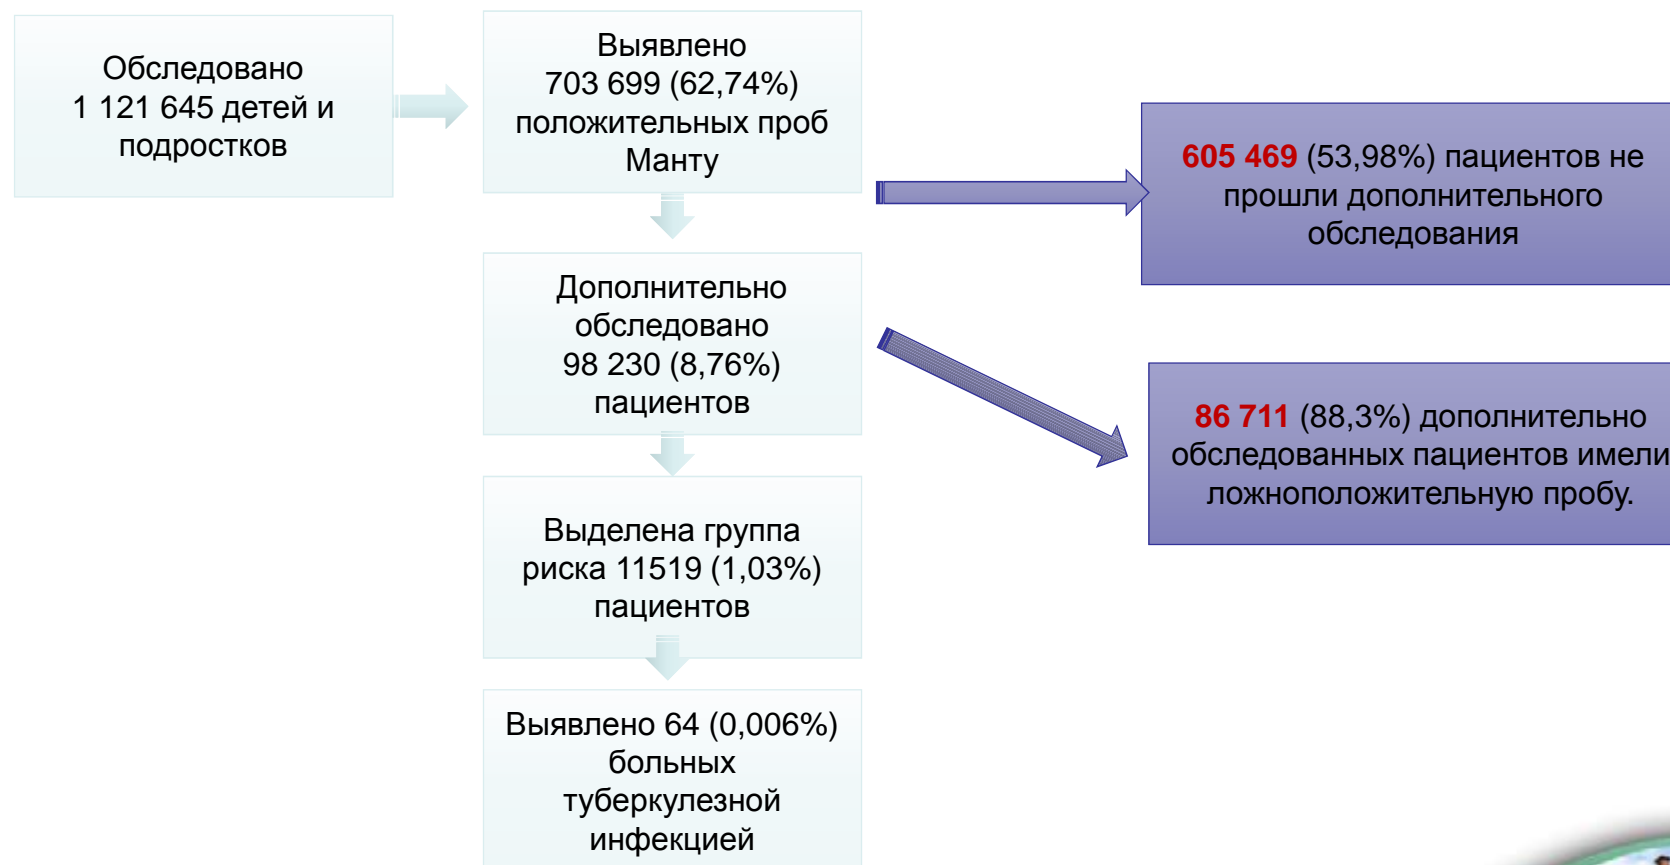 Обследовано
1 121 645 детей и
подростков
Выявлено
703 699 (62,74%)
положительных проб
Манту
605 469 (53,98%) пациентов не
прошли дополнительного
обследования
Дополнительно
обследовано
98 230 (8,76%)
пациентов
86 711 (88,3%) дополнительно
обследованных пациентов имели
ложноположительную пробу.
Выделена группа
риска 11519 (1,03%)
пациентов
Выявлено 64 (0,006%)
больных
туберкулезной
инфекцией